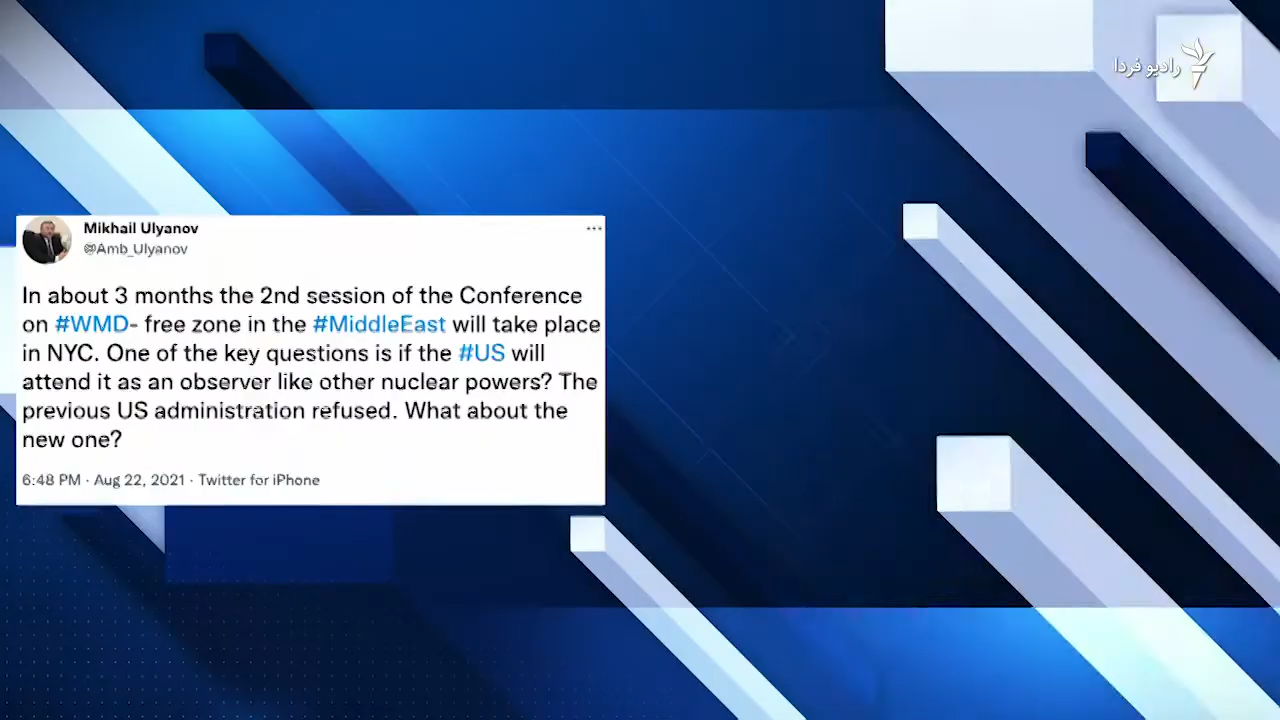 رادیو فردا
Mikhail Ulyanov
@Amb_Ulyanov
In about 3 months the 2nd session of the Conference
on #WMD- free zone in the #MiddleEast will take place
in NYC. One of the key questions is if the #US will
attend it as an observer like other nuclear powers? The
previous US administration refused. What about the
new one?
6:48 PM · Aug 22, 2021 · Twitter for iPhone